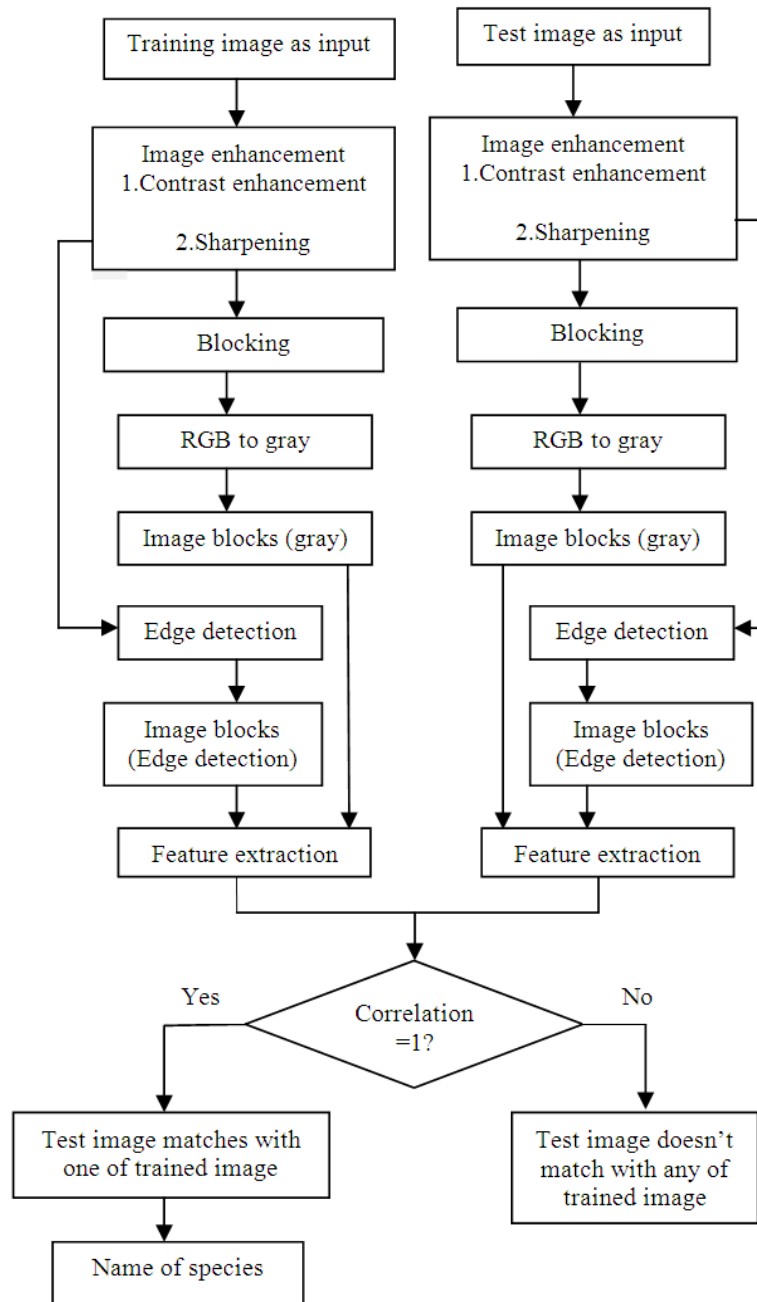 Training image as input
Test image as input
Image enhancement
1.Contrast enhancement
2.Sharpening
Image enhancement
1.Contrast enhancement
2.Sharpening
Blocking
Blocking
RGB to gray
RGB to gray
Image blocks (gray)
Image blocks (gray)
Edge detection
Edge detection
Image blocks
(Edge detection)
Image blocks
(Edge detection)
Feature extraction
Feature extraction
Yes
No
Correlation
=1?
Test image matches with
one of trained image
Test image doesn’t
match with any of
trained image
Name of species